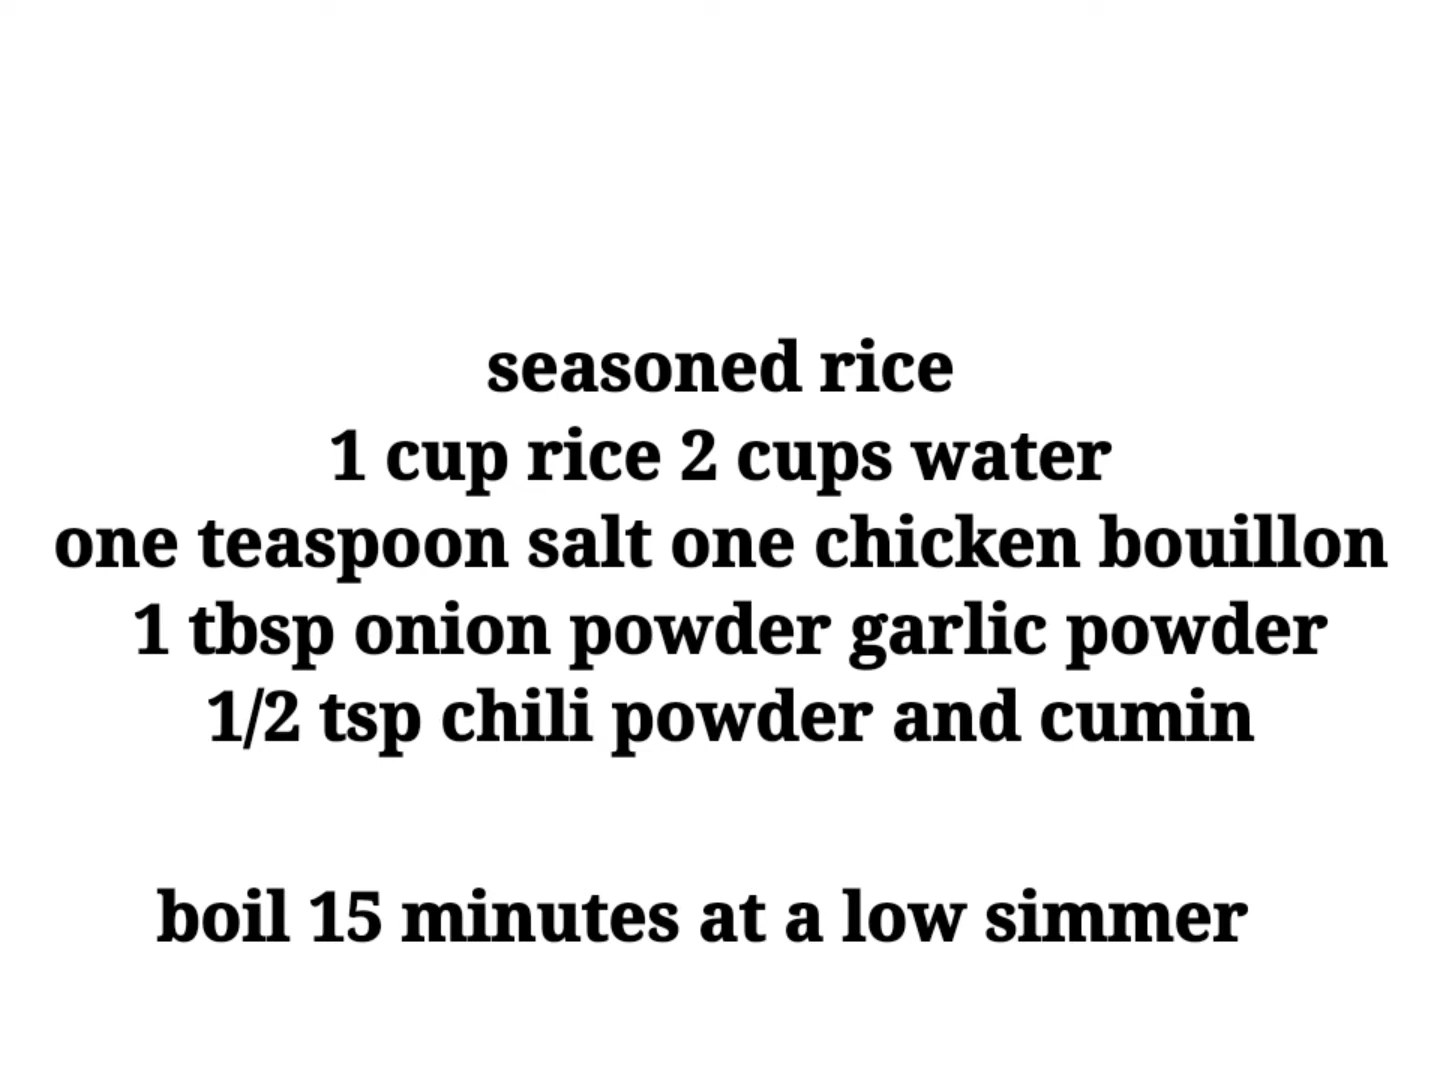 seasoned rice
1 cup rice 2 cups water
one teaspoon salt one chicken bouillon
1 tbsp onion powder garlic powder
1/2 tsp chili powder and cumin
boil 15 minutes at a low simmer